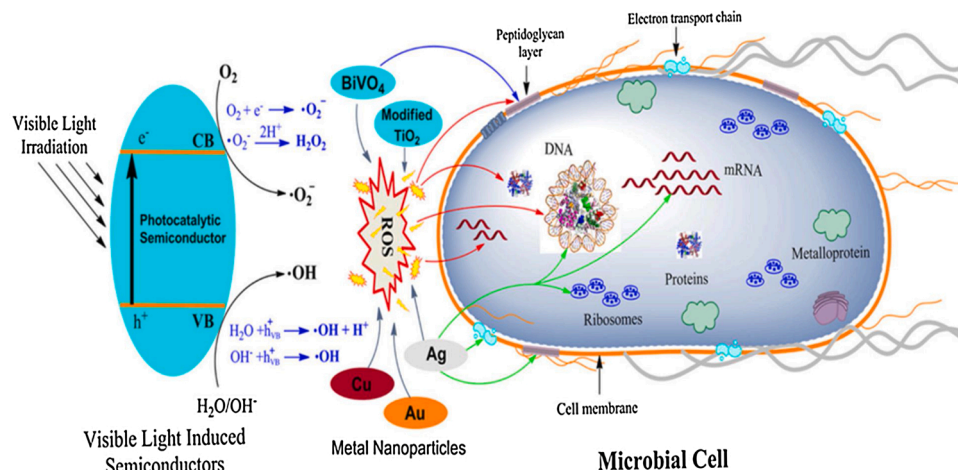 Visible Light
Irradiation
e⁻
CB
Photocatalytic
Semiconductor
h⁺
VB
O₂
O₂ + e⁻ → ·O₂⁻
·O₂⁻ 2H⁺→ H₂O₂
·O₂⁻
·OH
H₂O + h⁺VB → ·OH + H⁺
OH⁻ + h⁺VB → ·OH
H₂O/OH⁻
Visible Light Induced
Semiconductors
BiVO₄
Modified
TiO₂
ROS
Cu
Au
Ag
Metal Nanoparticles
Peptidoglycan
layer
Electron transport chain
DNA
mRNA
Metalloprotein
Proteins
Ribosomes
Cell membrane
Microbial Cell